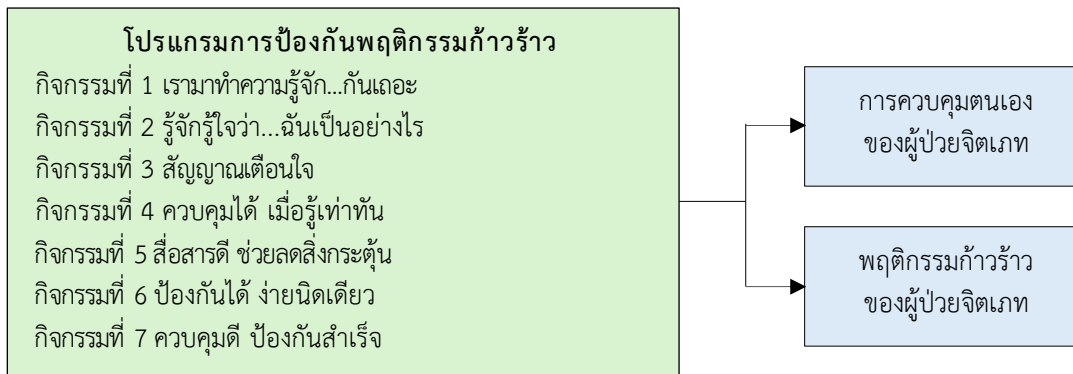 โปรแกรมการป้องกันพฤติกรรมก้าวร้าว
กิจกรรมที่ 1 เรามาทำความรู้จัก...กันเถอะ
กิจกรรมที่ 2 รู้จักรู้ใจว่า...ฉันเป็นอย่างไร
กิจกรรมที่ 3 สัญญาณเตือนใจ
กิจกรรมที่ 4 ควบคุมได้ เมื่อรู้เท่าทัน
กิจกรรมที่ 5 สื่อสารดี ช่วยลดสิ่งกระตุ้น
กิจกรรมที่ 6 ป้องกันได้ ง่ายนิดเดียว
กิจกรรมที่ 7 ควบคุมดี ป้องกันสำเร็จ
การควบคุมตนเอง
ของผู้ป่วยจิตเภท
พฤติกรรมก้าวร้าว
ของผู้ป่วยจิตเภท